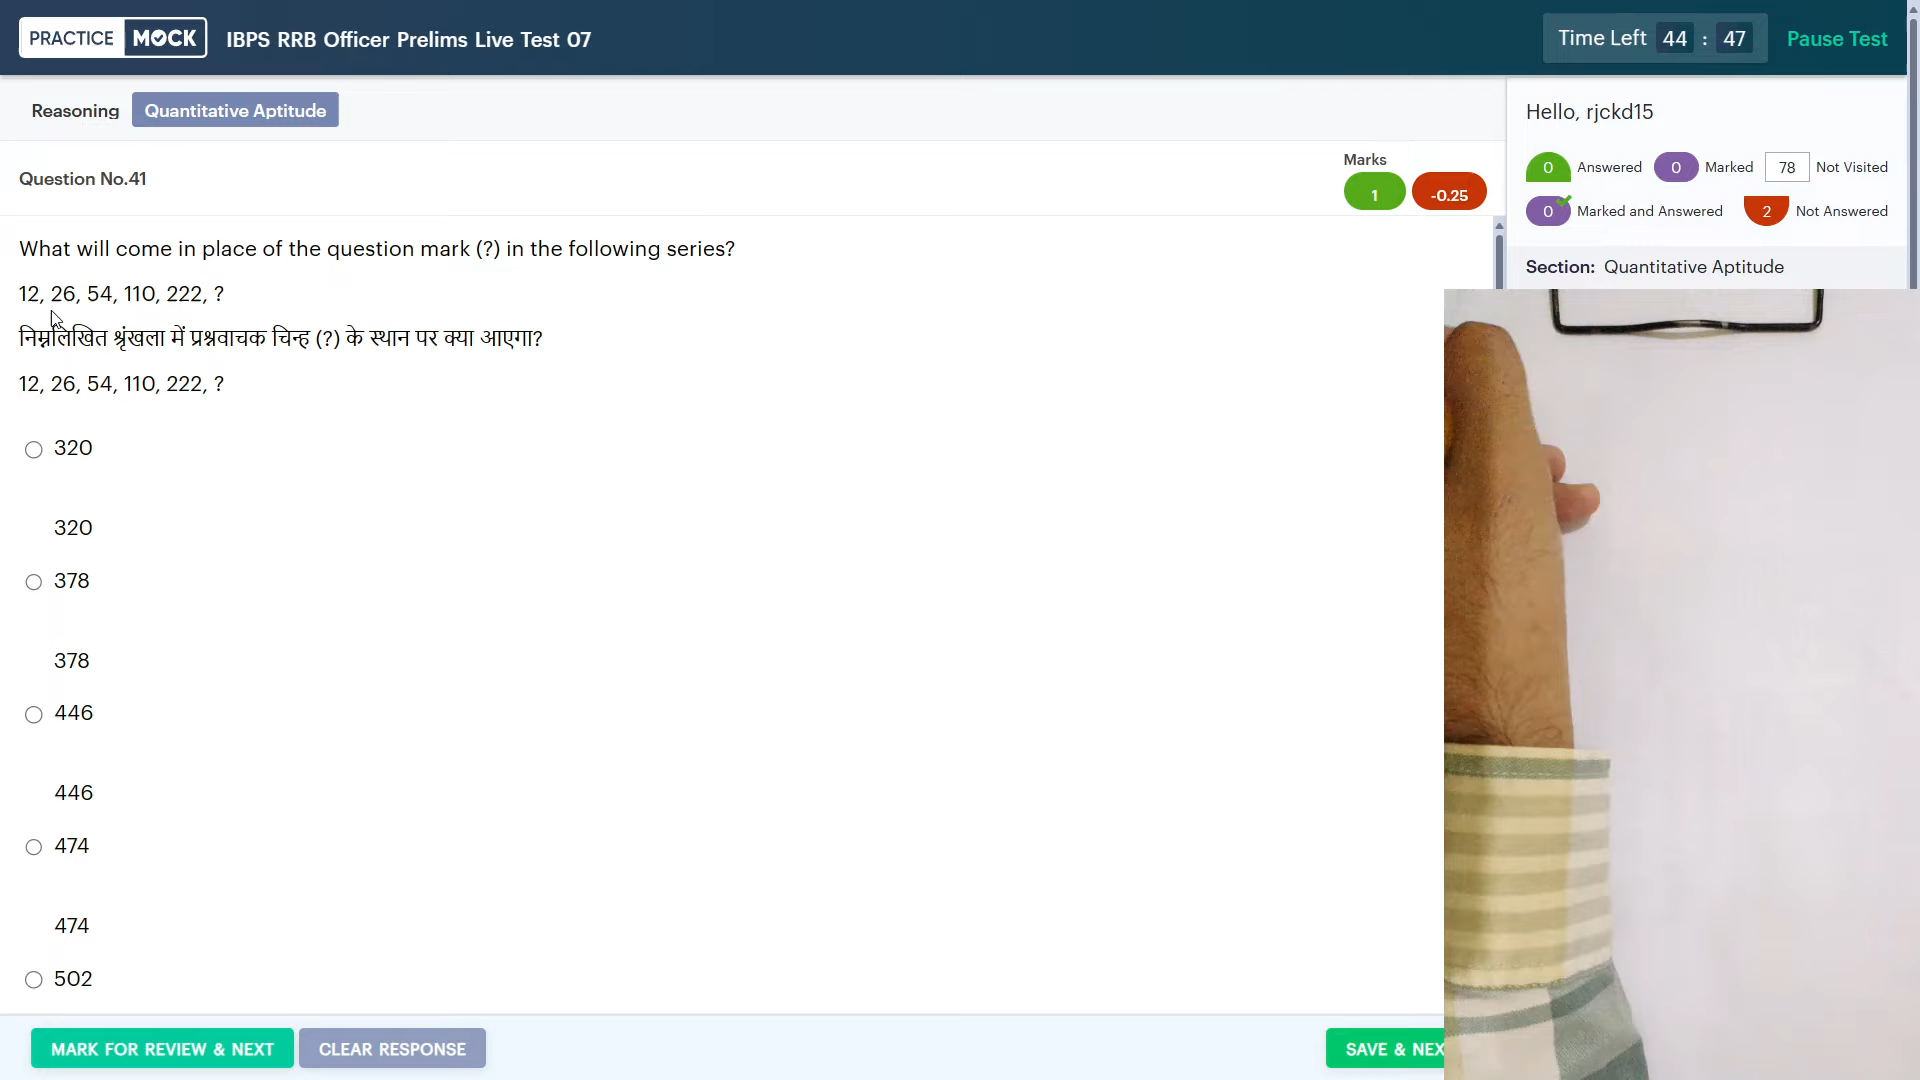 PRACTICE MOCK IBPS RRB Officer Prelims Live Test 07 Time Left 44 : 47 Pause Test
Reasoning Quantitative Aptitude
Hello, rjckd15
Question No.41
Marks
1 -0.25
0 Answered 0 Marked 78 Not Visited
0 Marked and Answered 2 Not Answered
Section: Quantitative Aptitude
What will come in place of the question mark (?) in the following series?
12, 26, 54, 110, 222, ?
निम्नलिखित श्रृंखला में प्रश्नवाचक चिन्ह (?) के स्थान पर क्या आएगा?
12, 26, 54, 110, 222, ?
320
320
378
378
446
446
474
474
502
MARK FOR REVIEW & NEXT CLEAR RESPONSE SAVE & NEX